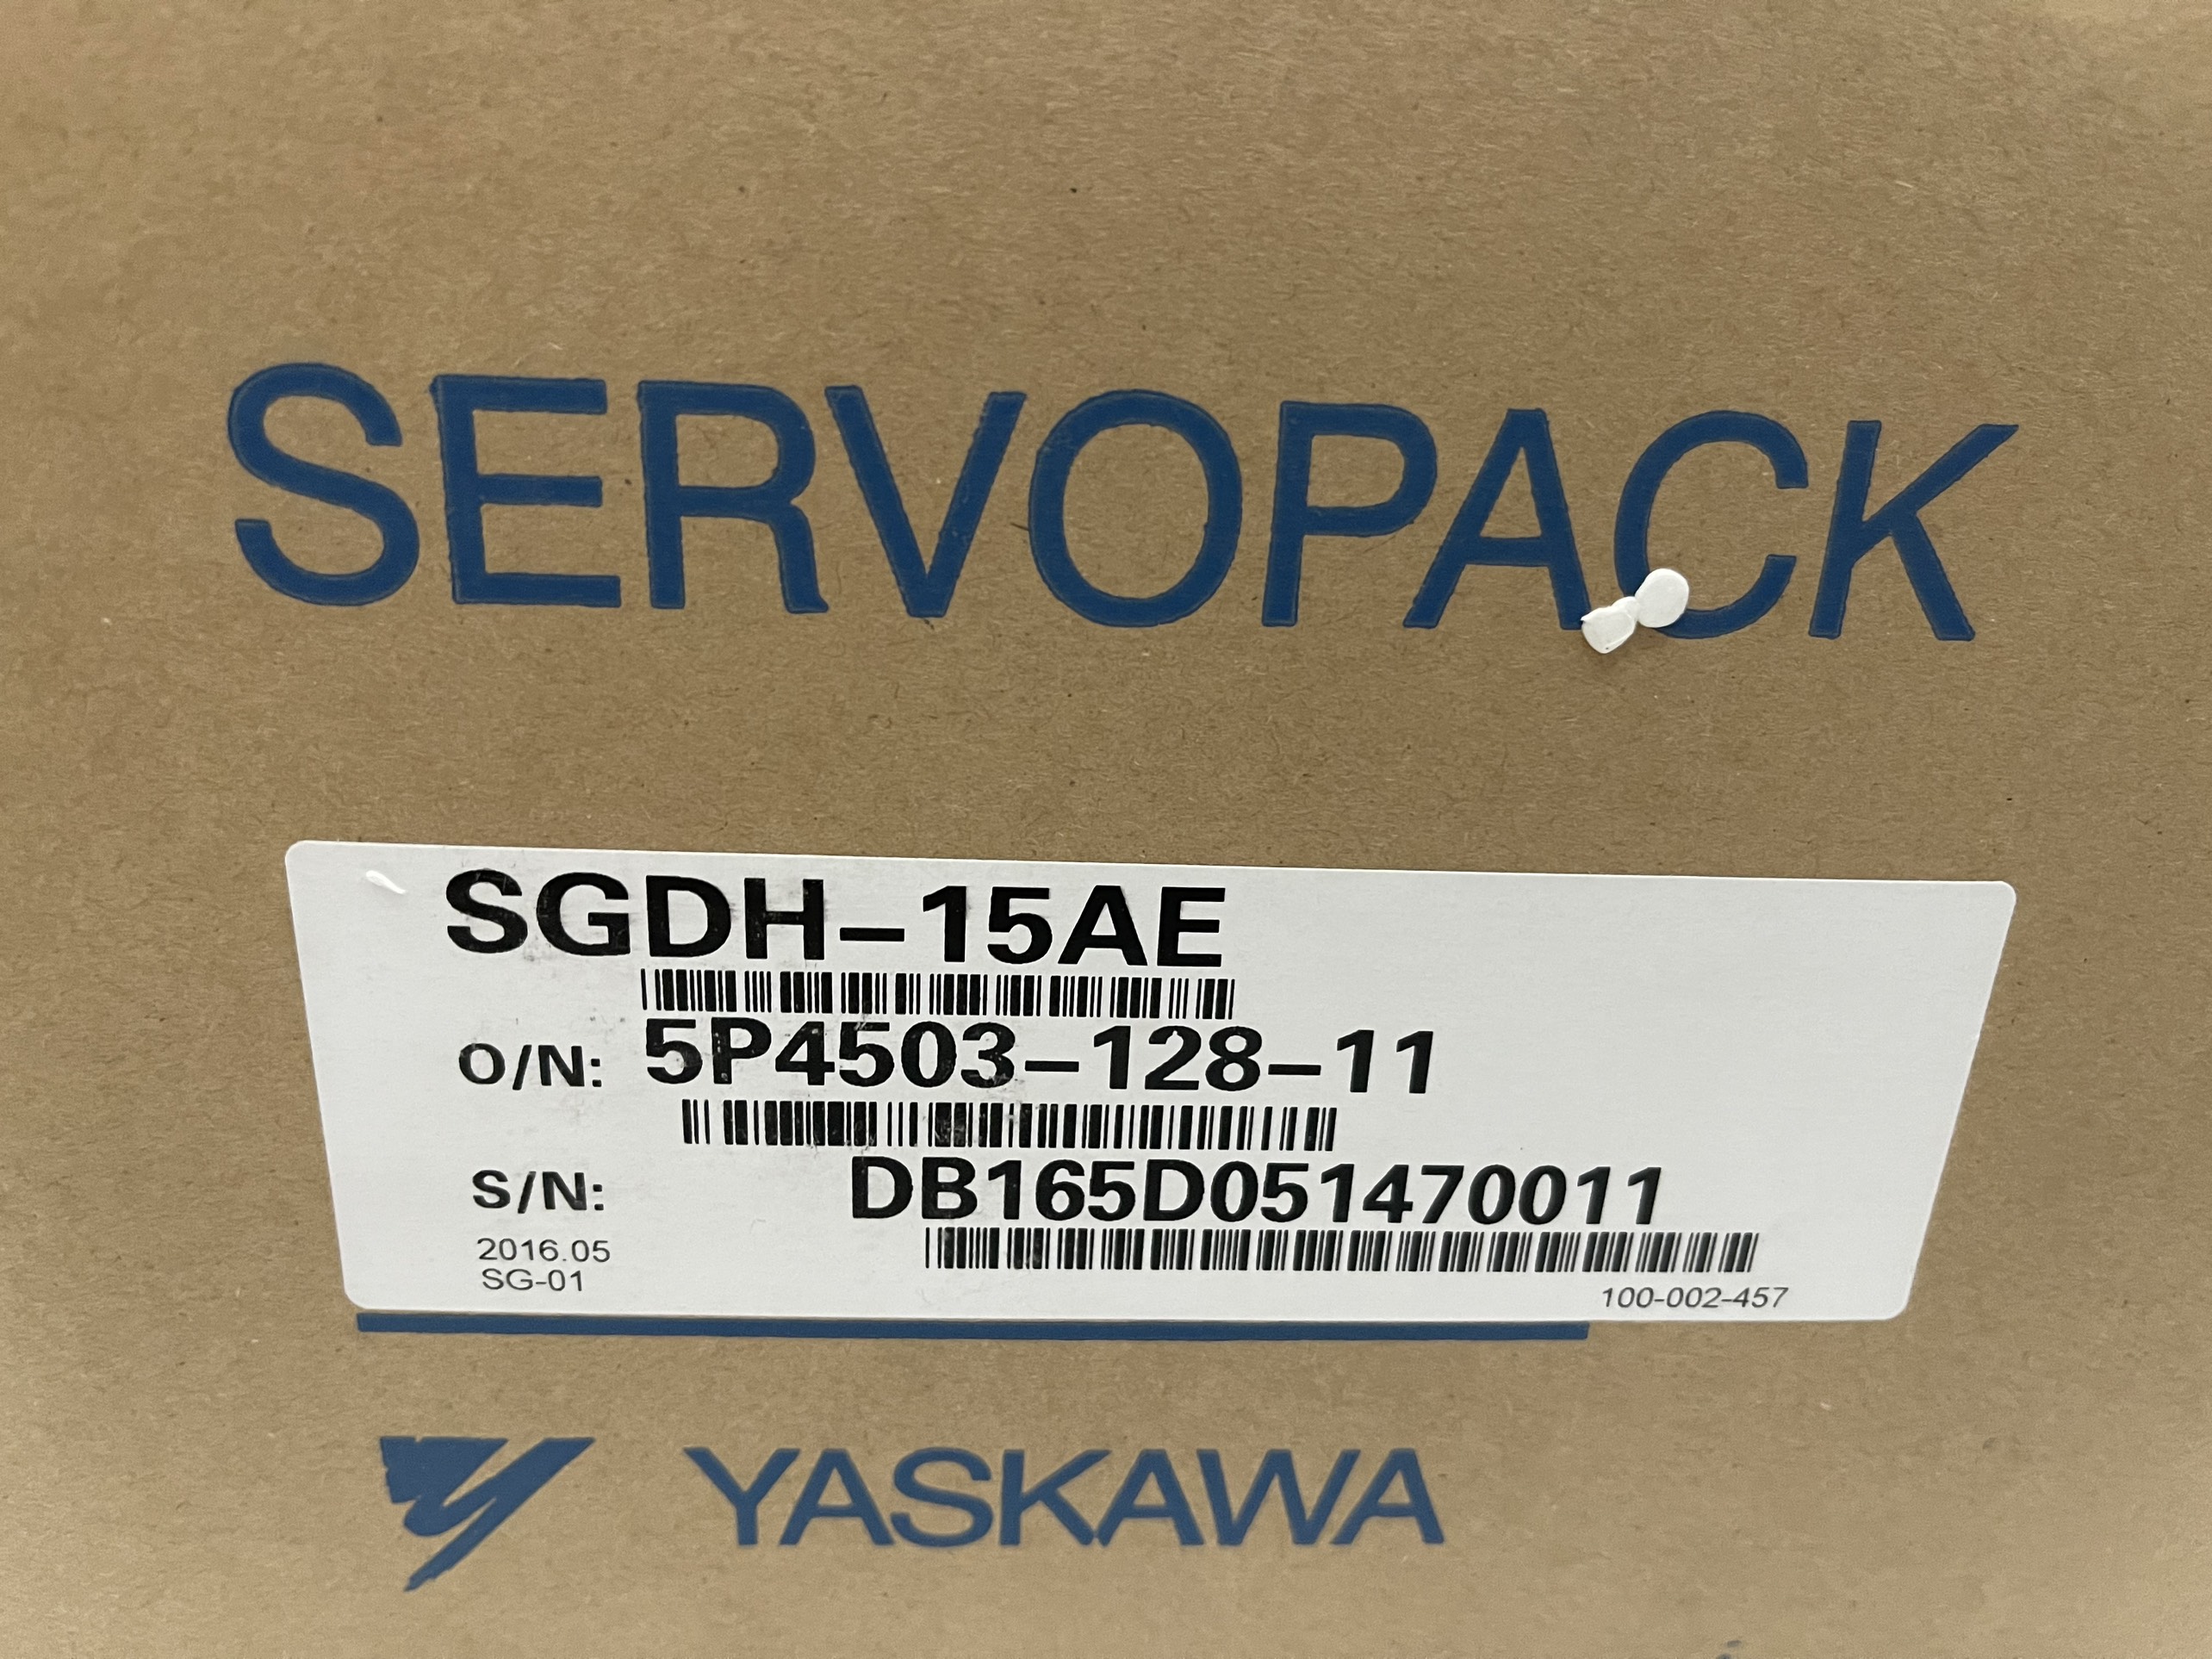 SERVOPACK
SGDH-15AE
O/N: 5P4503-128-11
S/N: DB165D051470011
2016.05
SG-01
100-002-457
YASKAWA